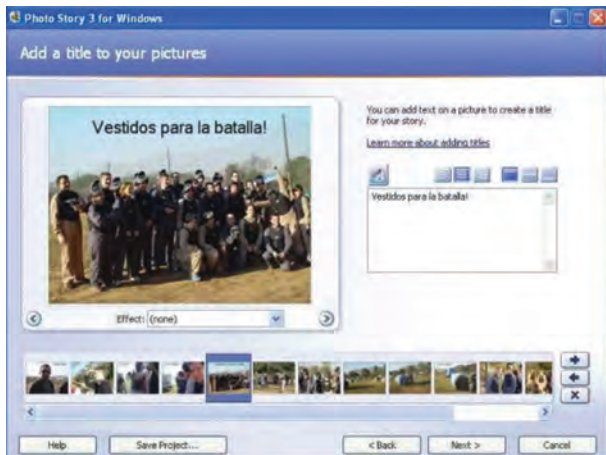 Photo Story 3 for Windows
Add a title to your pictures
Vestidos para la batalla!
You can add text on a picture to create a title
for your story.
Learn more about adding titles
Vestidos para la batalla!
Effect: (none)
Help
Save Project...
< Back
Next >
Cancel